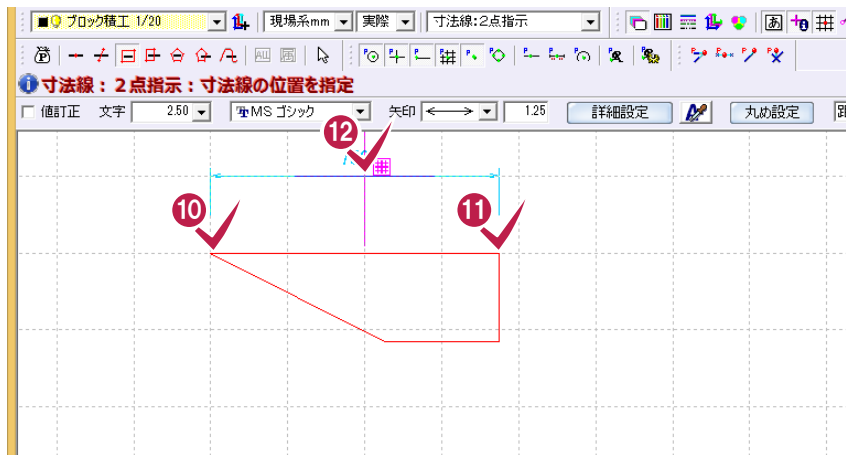 ブロック積工 1/20 現場系mm 実際 寸法線:2点指示 あ
ALL 図
寸法線：２点指示：寸法線の位置を指定
値訂正 文字 2.50 MS ゴシック 矢印 1.25 詳細設定 丸め設定
⑫
⑩ ⑪